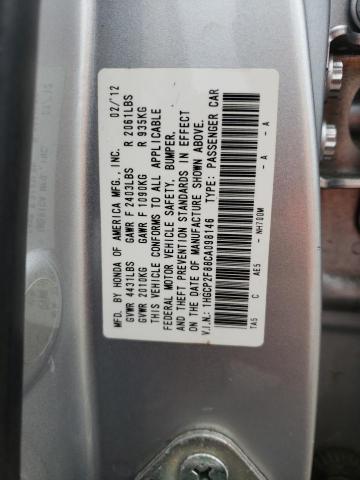 MFD. BY HONDA OF AMERICA MFG., INC. 02/12
GVWR 4431LBS GAWR F 2403LBS R 2061LBS
GVWR 2010KG GAWR F 1090KG R 935KG
THIS VEHICLE CONFORMS TO ALL APPLICABLE
FEDERAL MOTOR VEHICLE SAFETY, BUMPER,
AND THEFT PREVENTION STANDARDS IN EFFECT
ON THE DATE OF MANUFACTURE SHOWN ABOVE.
V.I.N.: 1HGCP2F88CA098146 TYPE: PASSENGER CAR
TA5 C AE5 - NH700M - A - A